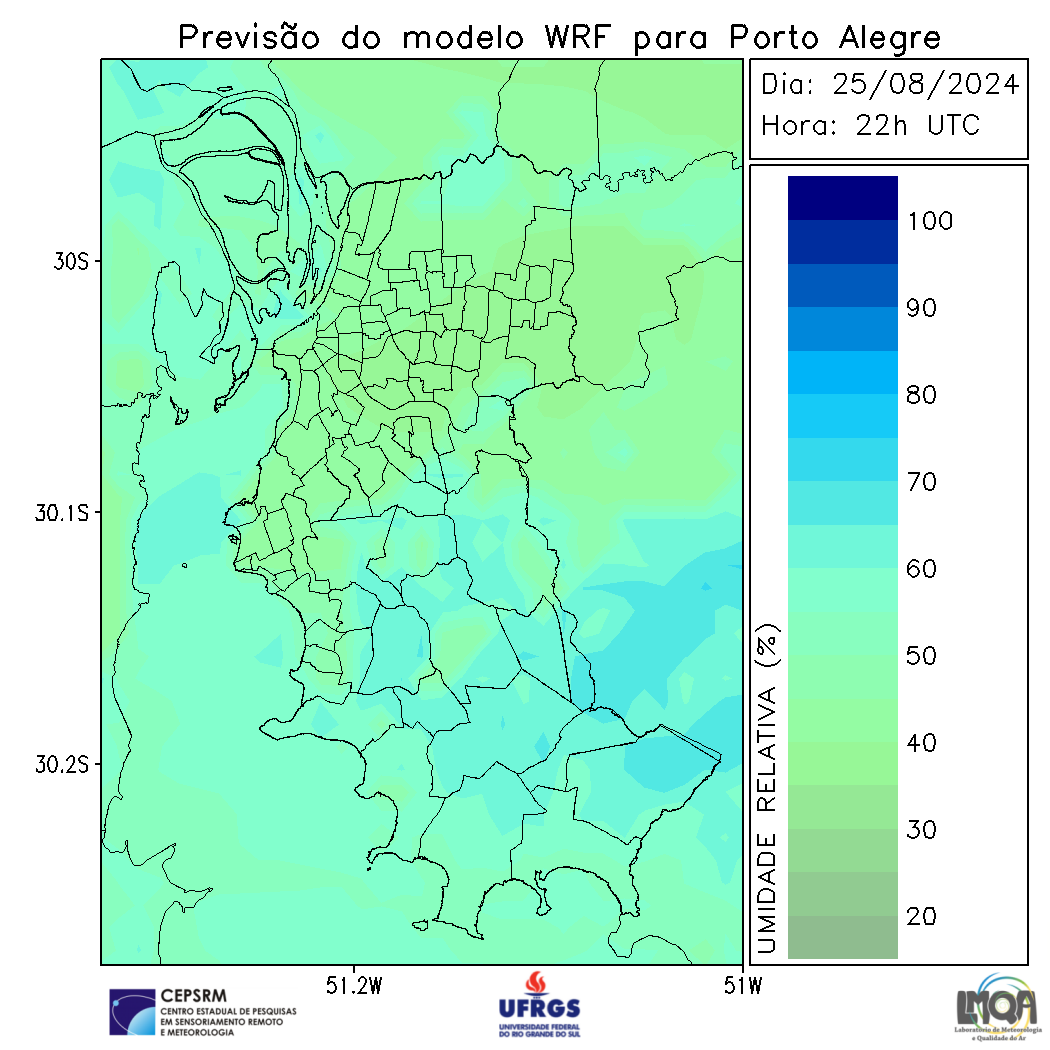 Previsão do modelo WRF para Porto Alegre
Dia: 25/08/2024
Hora: 22h UTC
30S
30.1S
30.2S
51.2W
51W
UMIDADE RELATIVA (%)
100
90
80
70
60
50
40
30
20
CEPSRM
CENTRO ESTADUAL DE PESQUISAS
EM SENSORIAMENTO REMOTO
E METEOROLOGIA
UFRGS
UNIVERSIDADE FEDERAL
DO RIO GRANDE DO SUL
LMQA
Laboratório de Meteorologia
e Qualidade do Ar